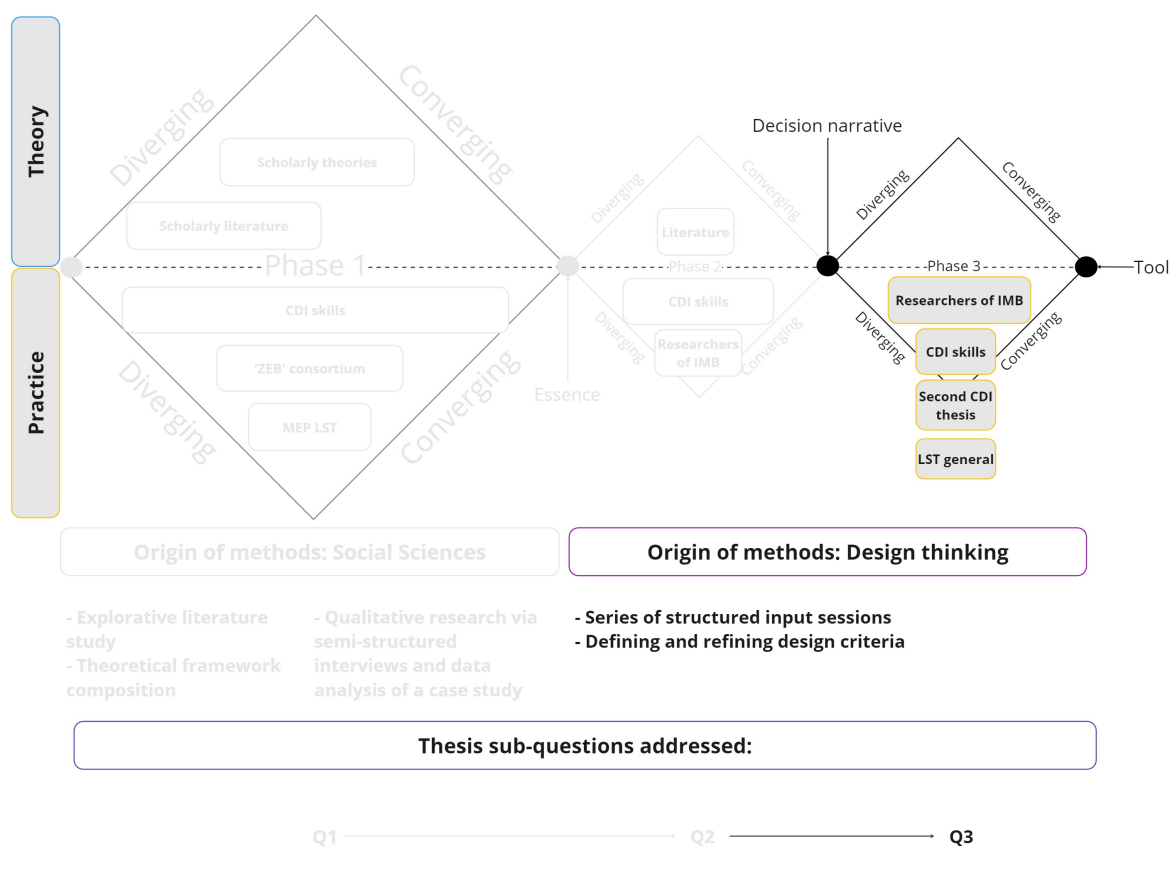 Theory
Practice
Diverging
Converging
Scholarly theories
Scholarly literature
Phase 1
CDI skills
'ZEB' consortium
MEP LST
Diverging
Converging
Essence
Diverging
Converging
Literature
Phase 2
CDI skills
Researchers
of IMB
Diverging
Converging
Decision narrative
Diverging
Converging
Phase 3
Tool
Researchers of IMB
CDI skills
Second CDI
thesis
LST general
Diverging
Converging
Origin of methods: Social Sciences
Origin of methods: Design thinking
- Explorative literature
study
- Theoretical framework
composition
- Qualitative research via
semi-structured
interviews and data
analysis of a case study
- Series of structured input sessions
- Defining and refining design criteria
Thesis sub-questions addressed:
Q1
Q2
Q3